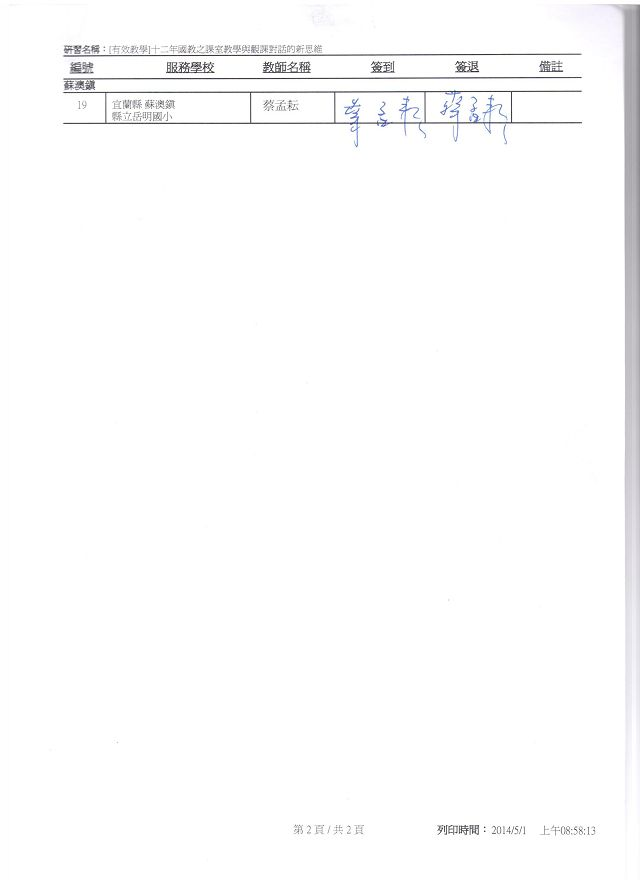 研習名稱：[有效教學]十二年國教之課室教學與觀課對話的新思維
編號 服務學校 教師名稱 簽到 簽退 備註
蘇澳鎮
19 宜蘭縣 蘇澳鎮 蔡孟耘 蔡孟耘 蔡孟耘
縣立岳明國小
第 2 頁 / 共 2 頁 列印時間：2014/5/1 上午08:58:13